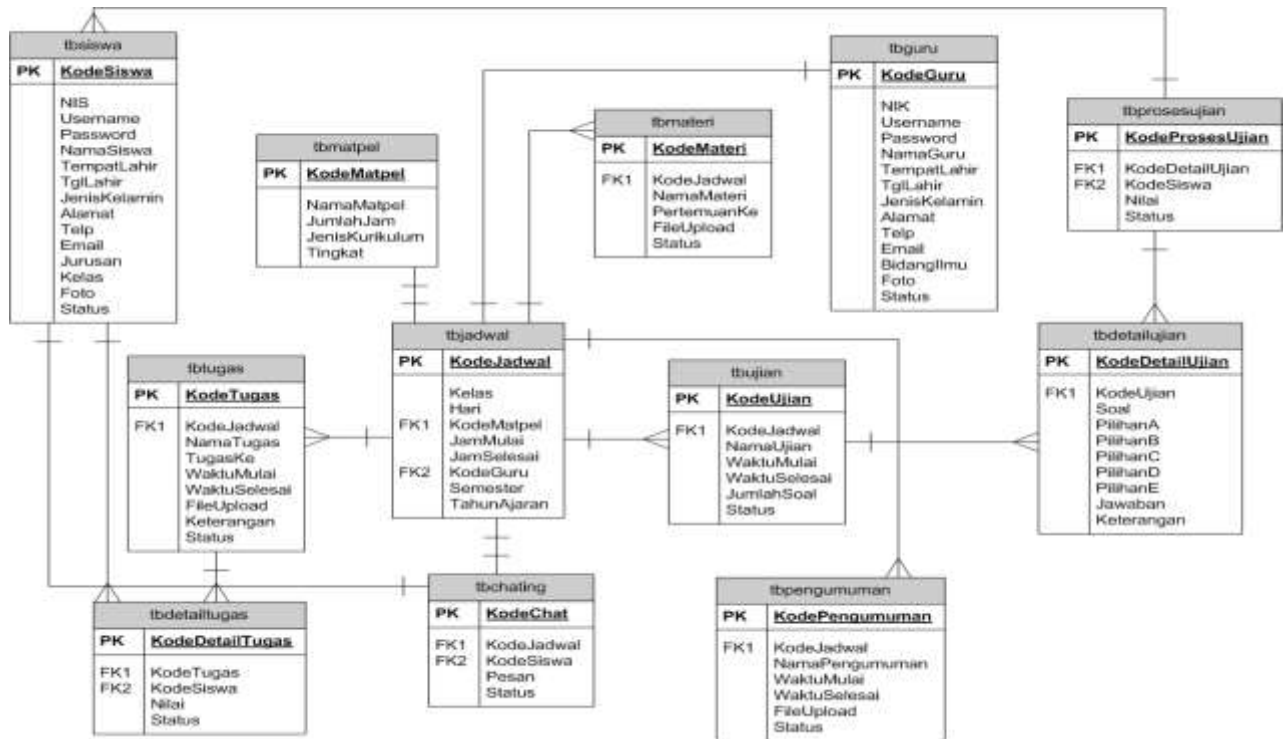 tbsiswa
PK KodeSiswa
NIS
Username
Password
NamaSiswa
TempatLahir
TglLahir
JenisKelamin
Alamat
Telp
Email
Jurusan
Kelas
Foto
Status
tbmatpel
PK KodeMatpel
NamaMatpel
JumlahJam
JenisKurikulum
Tingkat
tbmateri
PK KodeMateri
FK1 KodeJadwal
NamaMateri
PertemuanKe
FileUpload
Status
tbguru
PK KodeGuru
NIK
Username
Password
NamaGuru
TempatLahir
TglLahir
JenisKelamin
Alamat
Telp
Email
BidangIlmu
Foto
Status
tbprosesujian
PK KodeProsesUjian
FK1 KodeDetailUjian
FK2 KodeSiswa
Nilai
Status
tbtugas
PK KodeTugas
FK1 KodeJadwal
NamaTugas
TugasKe
WaktuMulai
WaktuSelesai
FileUpload
Keterangan
Status
tbjadwal
PK KodeJadwal
Kelas
Hari
FK1 KodeMatpel
JamMulai
JamSelesai
FK2 KodeGuru
Semester
TahunAjaran
tbujian
PK KodeUjian
FK1 KodeJadwal
NamaUjian
WaktuMulai
WaktuSelesai
JumlahSoal
Status
tbdetailujian
PK KodeDetailUjian
FK1 KodeUjian
Soal
PilihanA
PilihanB
PilihanC
PilihanD
PilihanE
Jawaban
Keterangan
tbdetailtugas
PK KodeDetailTugas
FK1 KodeTugas
FK2 KodeSiswa
Nilai
Status
tbchating
PK KodeChat
FK1 KodeJadwal
FK2 KodeSiswa
Pesan
Status
tbpengumuman
PK KodePengumuman
FK1 KodeJadwal
NamaPengumuman
WaktuMulai
WaktuSelesai
FileUpload
Status